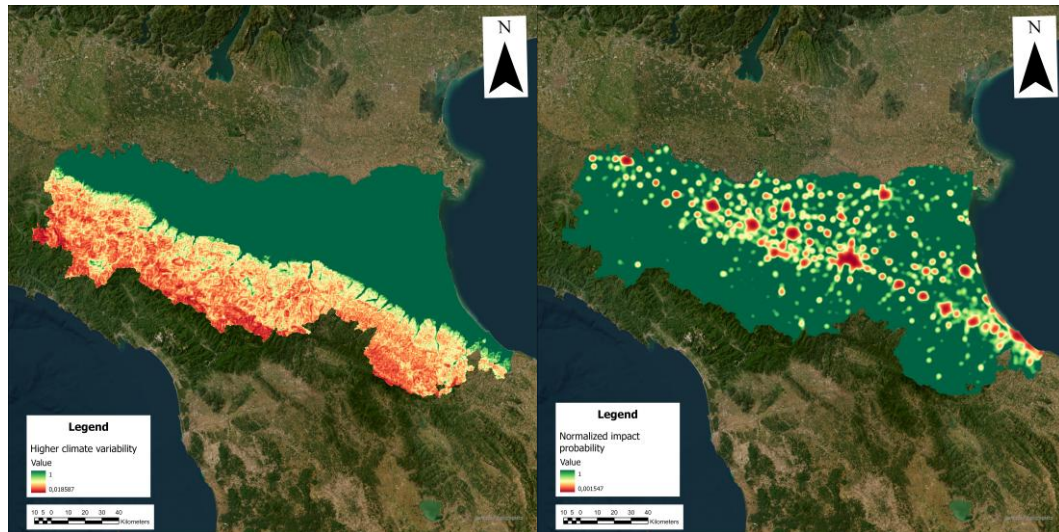 N
Legend
Higher climate variability
Value
1
0,018587
10 5 0 10 20 30 40
Kilometers
N
Legend
Normalized impact
probability
Value
1
0,001547
10 5 0 10 20 30 40
Kilometers